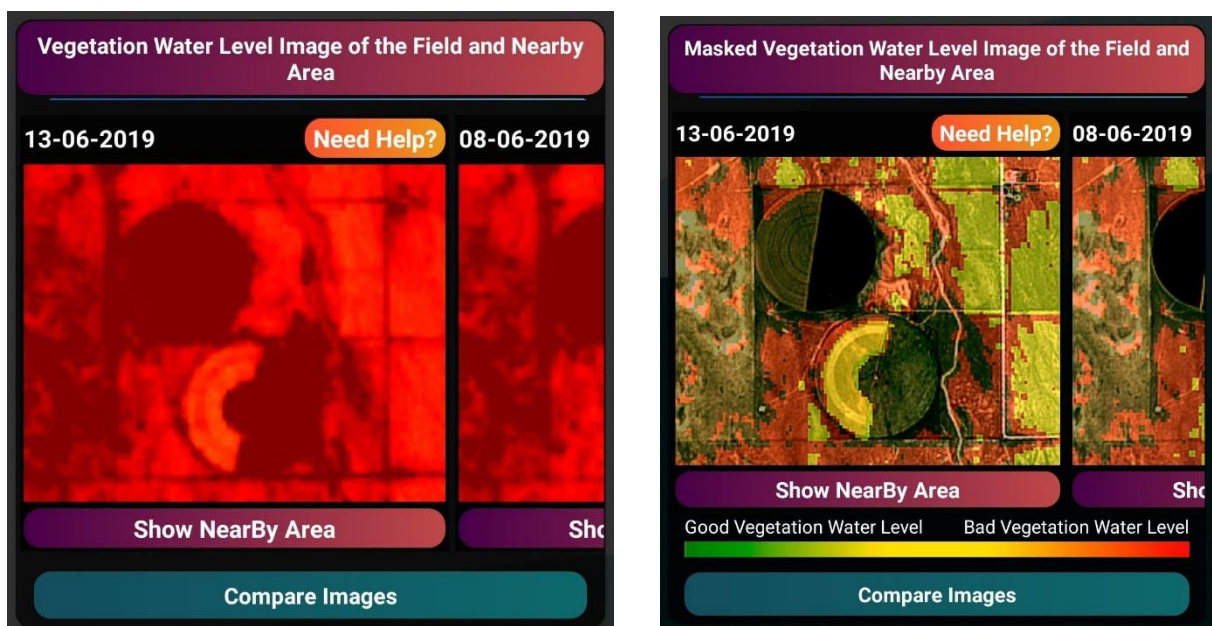 Vegetation Water Level Image of the Field and Nearby
Area
13-06-2019
Need Help?
08-06-2019
Show NearBy Area
Sho
Compare Images
Masked Vegetation Water Level Image of the Field and
Nearby Area
13-06-2019
Need Help?
08-06-2019
Show NearBy Area
Sho
Good Vegetation Water Level
Bad Vegetation Water Level
Compare Images